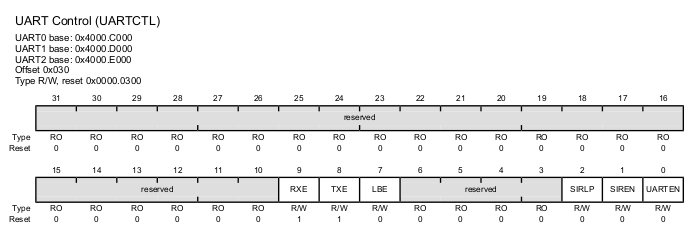 UART Control (UARTCTL)
UART0 base: 0x4000.C000
UART1 base: 0x4000.D000
UART2 base: 0x4000.E000
Offset 0x030
Type R/W, reset 0x0000.0300
31 30 29 28 27 26 25 24 23 22 21 20 19 18 17 16
reserved
Type RO RO RO RO RO RO RO RO RO RO RO RO RO RO RO RO
Reset 0 0 0 0 0 0 0 0 0 0 0 0 0 0 0 0
15 14 13 12 11 10 9 8 7 6 5 4 3 2 1 0
reserved RXE TXE LBE reserved SIRLP SIREN UARTEN
Type RO RO RO RO RO RO R/W R/W R/W RO RO RO RO R/W R/W R/W
Reset 0 0 0 0 0 0 1 1 0 0 0 0 0 0 0 0